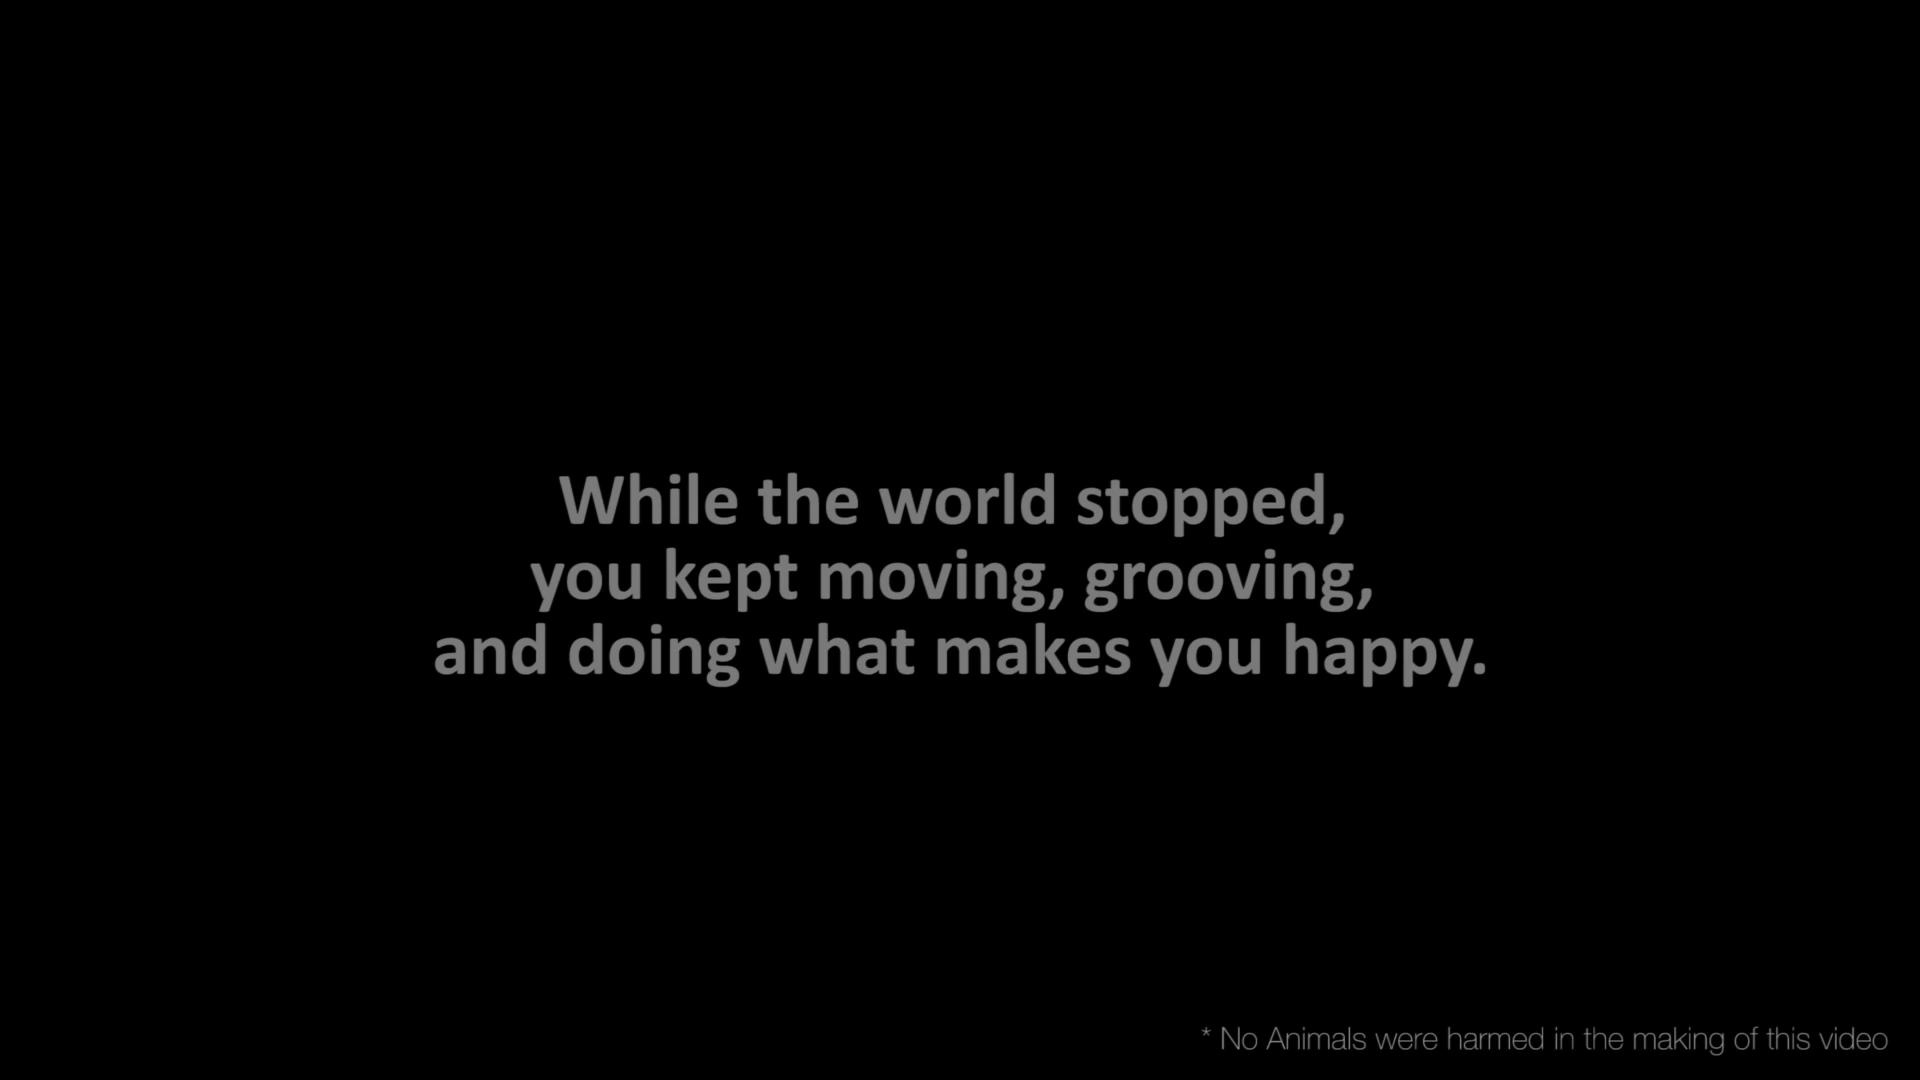 While the world stopped,
you kept moving, grooving,
and doing what makes you happy.
* No Animals were harmed in the making of this video